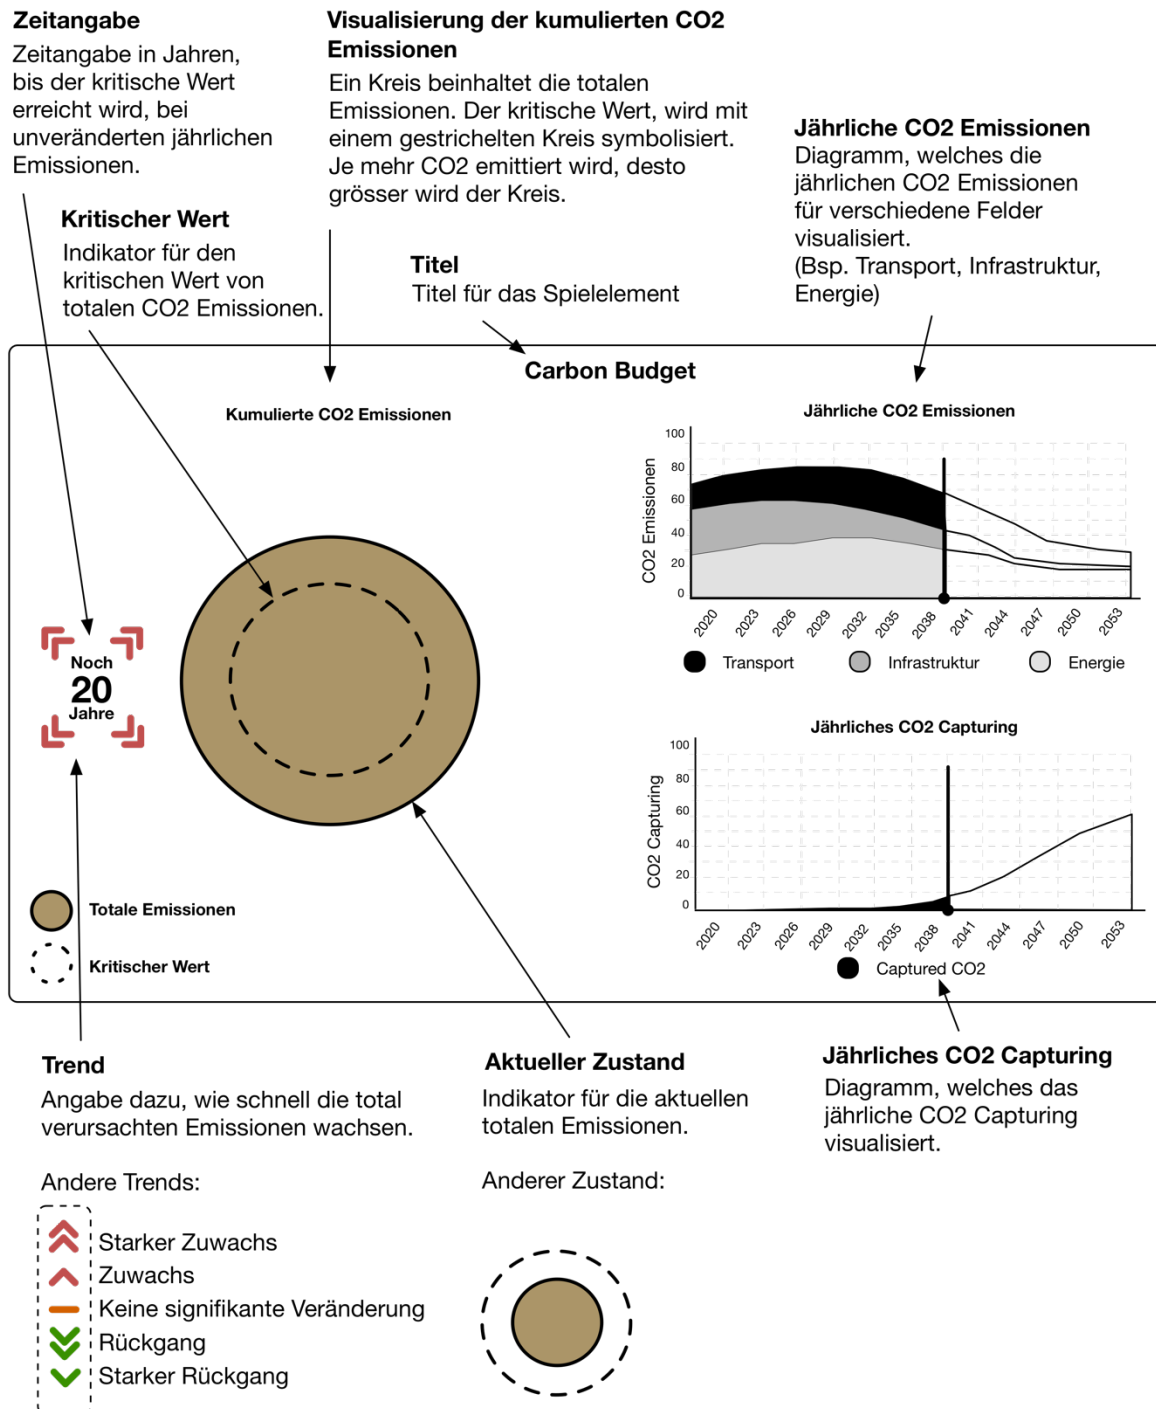 Zeitangabe
Zeitangabe in Jahren,
bis der kritische Wert
erreicht wird, bei
unveränderten jährlichen
Emissionen.
Visualisierung der kumulierten CO2
Emissionen
Ein Kreis beinhaltet die totalen
Emissionen. Der kritische Wert, wird mit
einem gestrichelten Kreis symbolisiert.
Je mehr CO2 emittiert wird, desto
grösser wird der Kreis.
Jährliche CO2 Emissionen
Diagramm, welches die
jährlichen CO2 Emissionen
für verschiedene Felder
visualisiert.
(Bsp. Transport, Infrastruktur,
Energie)
Kritischer Wert
Indikator für den
kritischen Wert von
totalen CO2 Emissionen.
Titel
Titel für das Spielelement
Carbon Budget
Kumulierte CO2 Emissionen
Noch
20
Jahre
Totale Emissionen
Kritischer Wert
Jährliche CO2 Emissionen
CO2 Emissionen
100
80
60
40
20
0
2020 2023 2026 2029 2032 2035 2038 2041 2044 2047 2050 2053
Transport Infrastruktur Energie
Jährliches CO2 Capturing
CO2 Capturing
100
80
60
40
20
0
2020 2023 2026 2029 2032 2035 2038 2041 2044 2047 2050 2053
Captured CO2
Trend
Angabe dazu, wie schnell die total
verursachten Emissionen wachsen.
Andere Trends:
Starker Zuwachs
Zuwachs
Keine signifikante Veränderung
Rückgang
Starker Rückgang
Aktueller Zustand
Indikator für die aktuellen
totalen Emissionen.
Anderer Zustand:
Jährliches CO2 Capturing
Diagramm, welches das
jährliche CO2 Capturing
visualisiert.